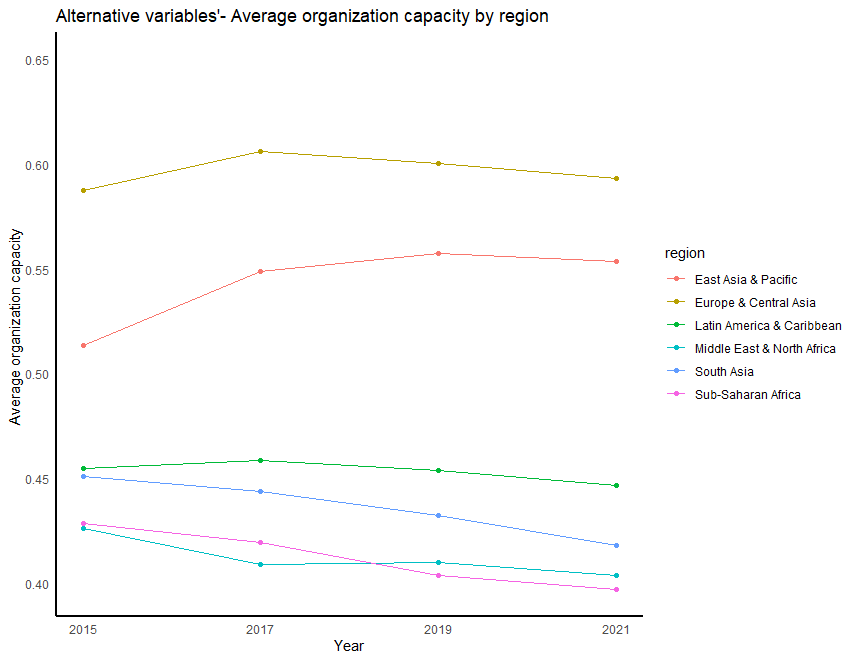 Alternative variables'- Average organization capacity by region
0.65
0.60
0.55
0.50
0.45
0.40
Average organization capacity
2015
2017
2019
2021
Year
region
East Asia & Pacific
Europe & Central Asia
Latin America & Caribbean
Middle East & North Africa
South Asia
Sub-Saharan Africa